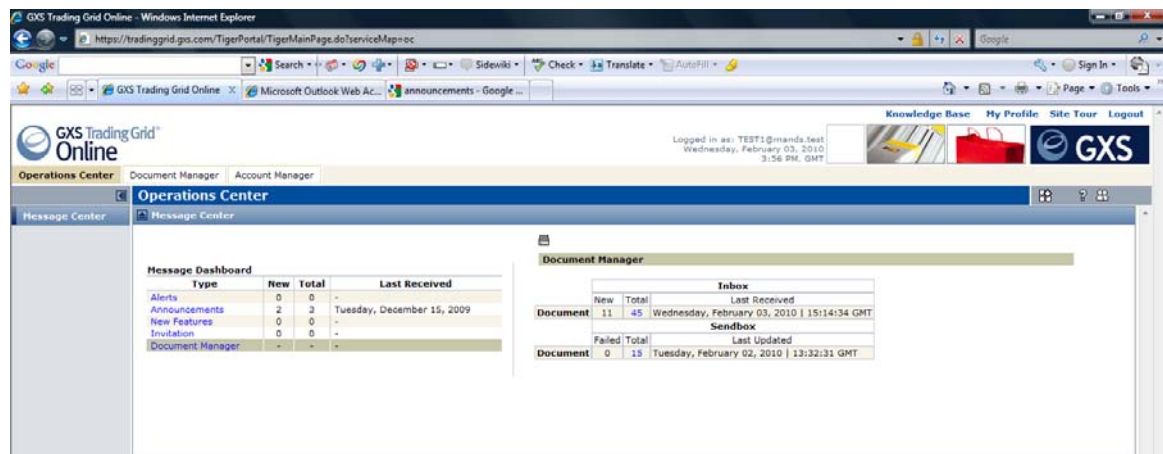 GXS Trading Grid Online - Windows Internet Explorer
https://tradinggrid.gxs.com/TigerPortal/TigerMainPage.do?serviceMap=oc
Google
Google Search Sidewiki Check Translate AutoFill Sign In
GXS Trading Grid Online Microsoft Outlook Web Ac... announcements - Google ... Page Tools
Knowledge Base My Profile Site Tour Logout
GXS Trading Grid
Online
Logged in as: TEST1@mands.test
Wednesday, February 03, 2010
3:56 PM, GMT
GXS
Operations Center Document Manager Account Manager
Operations Center
Message Center Message Center
Document Manager
Message Dashboard
Type New Total Last Received
Alerts 0 0 -
Announcements 2 3 Tuesday, December 15, 2009
New Features 0 0 -
Invitation 0 0 -
Document Manager - - -
Inbox
New Total Last Received
Document 11 45 Wednesday, February 03, 2010 | 15:14:34 GMT
Sendbox
Failed Total Last Updated
Document 0 15 Tuesday, February 02, 2010 | 13:32:31 GMT